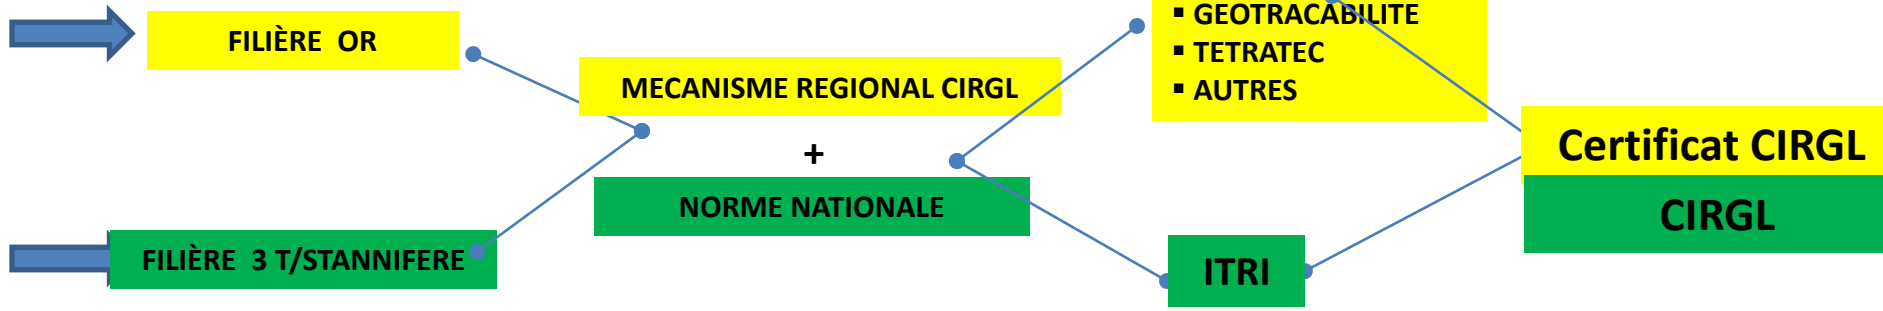 FILIÈRE OR
MECANISME REGIONAL CIRGL
+
NORME NATIONALE
FILIÈRE 3 T/STANNIFERE
▪ GEOTRACABILITE
▪ TETRATEC
▪ AUTRES
ITRI
Certificat CIRGL
CIRGL